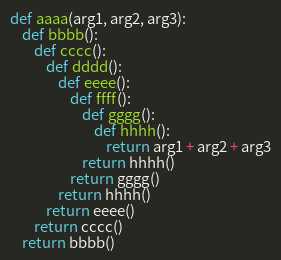 def aaaa(arg1, arg2, arg3):
    def bbbb():
        def cccc():
            def dddd():
                def eeee():
                    def ffff():
                        def gggg():
                            def hhhh():
                                return arg1 + arg2 + arg3
                        return hhhh()
                    return gggg()
                return hhhh()
            return eeee()
        return cccc()
    return bbbb()